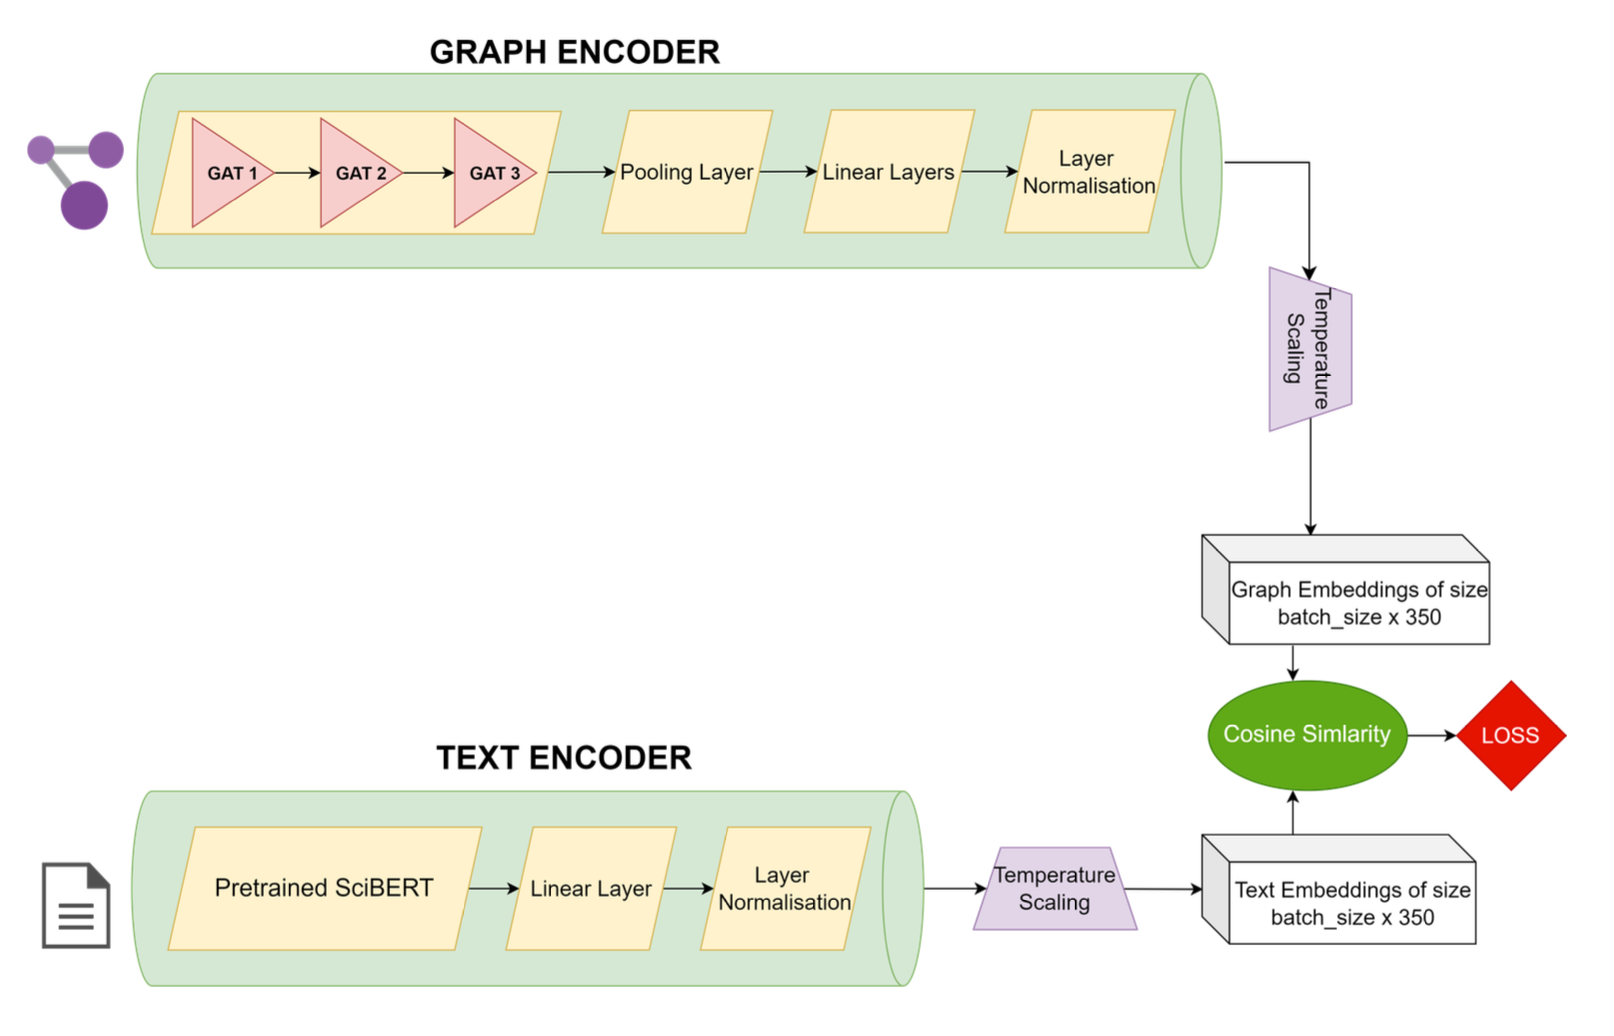 GRAPH ENCODER
GAT 1
GAT 2
GAT 3
Pooling Layer
Linear Layers
Layer
Normalisation
Temperature
Scaling
Graph Embeddings of size
batch_size x 350
Cosine Simlarity
LOSS
TEXT ENCODER
Pretrained SciBERT
Linear Layer
Layer
Normalisation
Temperature
Scaling
Text Embeddings of size
batch_size x 350